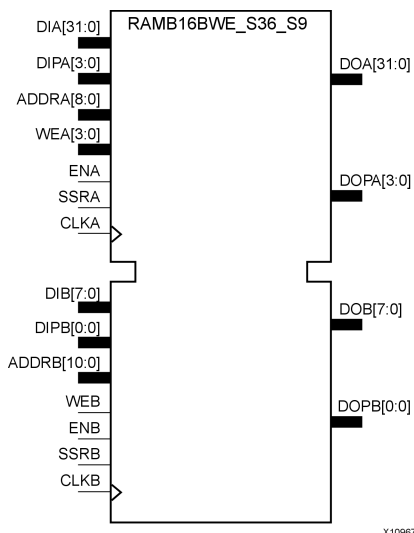 RAMB16BWE_S36_S9
DIA[31:0]
DIPA[3:0]
ADDRA[8:0]
WEA[3:0]
ENA
SSRA
CLKA
DOA[31:0]
DOPA[3:0]
DIB[7:0]
DIPB[0:0]
ADDRB[10:0]
WEB
ENB
SSRB
CLKB
DOB[7:0]
DOPB[0:0]
X10967